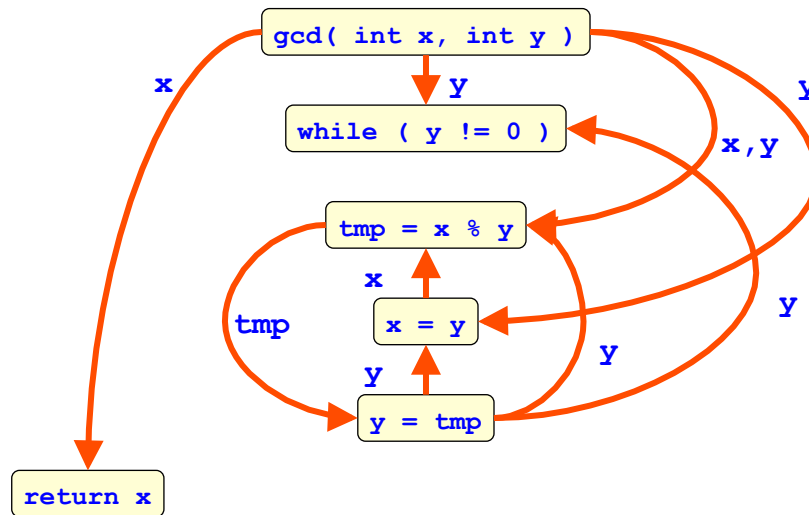 gcd( int x, int y )
x
y
y
while ( y != 0 )
x,y
tmp = x % y
x
tmp
x = y
y
y
y
y = tmp
return x